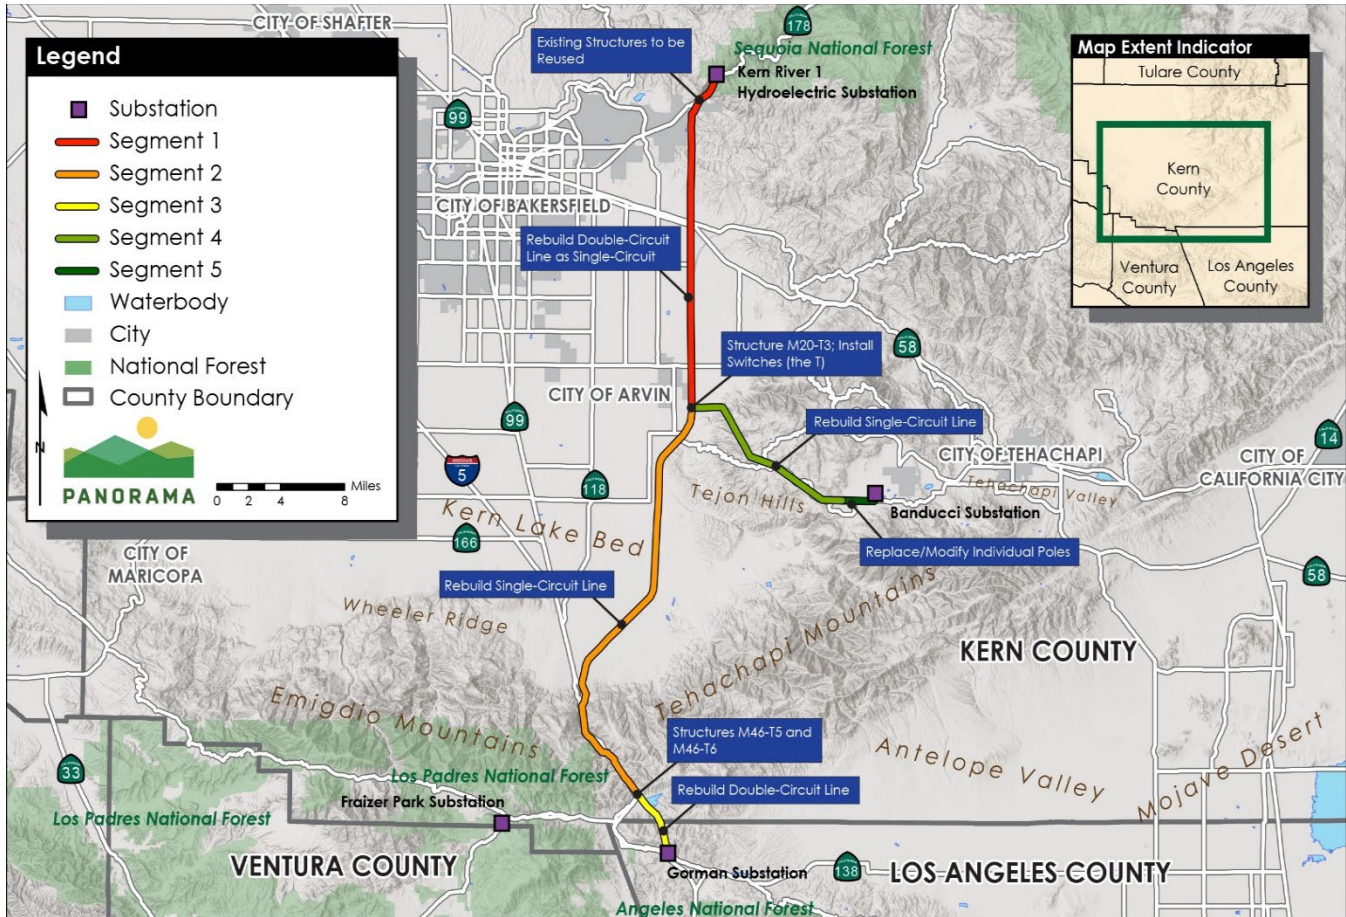 Legend
Substation
Segment 1
Segment 2
Segment 3
Segment 4
Segment 5
Waterbody
City
National Forest
County Boundary
N
PANORAMA
0 2 4 8 Miles
CITY OF SHAFTER
178
Existing Structures to be
Reused
Sequoia National Forest
Kern River 1
Hydroelectric Substation
Map Extent Indicator
Tulare County
Kern
County
Ventura
County
Los Angeles
County
CALIFORNIA
99
CITY OF BAKERSFIELD
Rebuild Double-Circuit
Line as Single-Circuit
Structure M20-T3; Install
Switches (the T)
58
CITY OF ARVIN
99
Rebuild Single-Circuit Line
14
CITY OF TEHACHAPI
CITY OF
CALIFORNIA CITY
5
118
Tejon Hills
Tehachapi Valley
Banducci Substation
Kern Lake Bed
166
Replace/Modify Individual Poles
CITY OF
MARICOPA
58
Rebuild Single-Circuit Line
Wheeler Ridge
Tehachapi Mountains
KERN COUNTY
Emigdio Mountains
Structures M46-T5 and
M46-T6
Antelope Valley
Mojave Desert
33
Los Padres National Forest
Rebuild Double-Circuit Line
Fraizer Park Substation
Los Padres National Forest
VENTURA COUNTY
Gorman Substation
138
LOS ANGELES COUNTY
Angeles National Forest